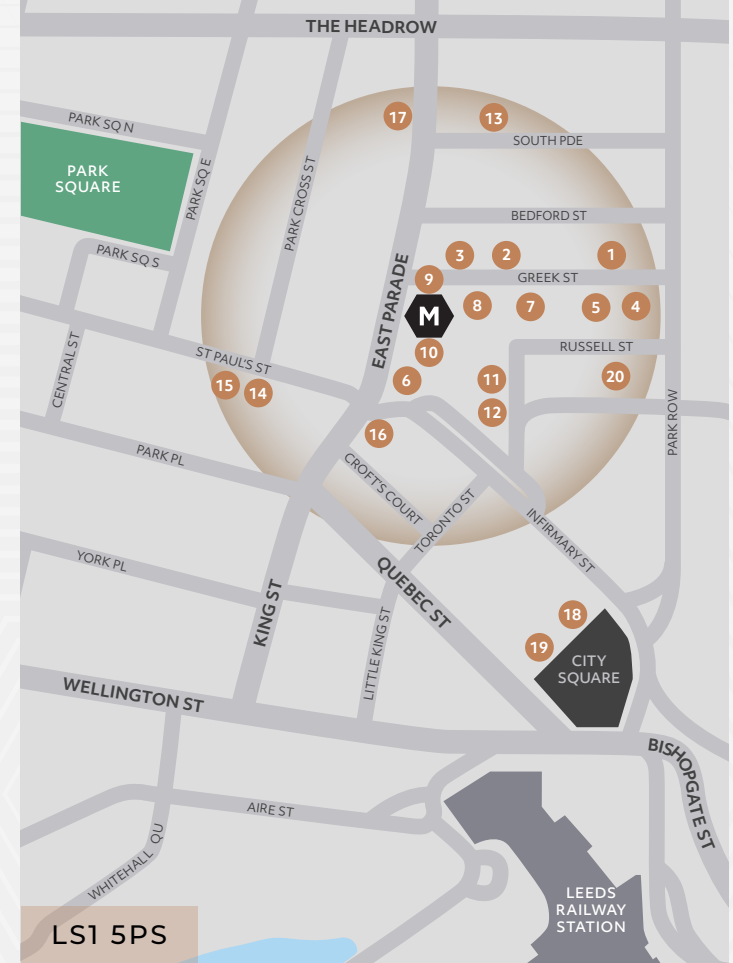 THE HEADROW
17
13
PARK SQ N
SOUTH PDE
PARK
SQUARE
PARK SQ E
PARK CROSS ST
BEDFORD ST
PARK SQ S
EAST PARADE
3
2
1
9
GREEK ST
M
8
7
5
4
CENTRAL ST
ST PAUL'S ST
10
RUSSELL ST
15
14
6
11
20
12
PARK ROW
16
PARK PL
CROFT'S COURT
TORONTO ST
INFIRMARY ST
YORK PL
KING ST
QUEBEC ST
LITTLE KING ST
18
19
CITY
SQUARE
WELLINGTON ST
BISHOPGATE ST
AIRE ST
WHITEHALL QU
LEEDS
RAILWAY
STATION
LS1 5PS